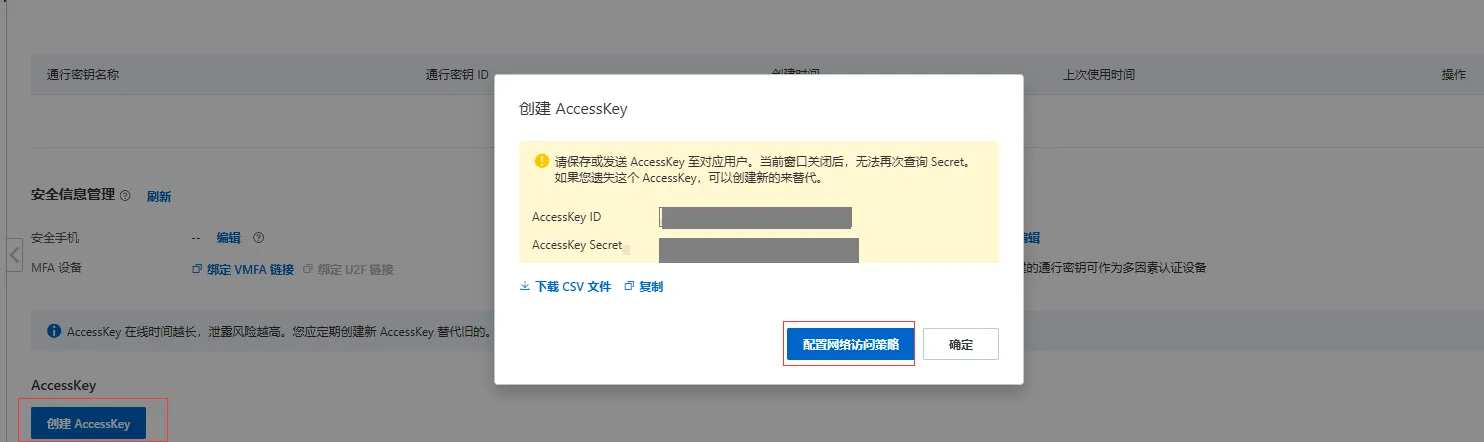 通行密钥名称
通行密钥 ID
创建时间
上次使用时间
操作
创建 AccessKey
请保存或发送 AccessKey 至对应用户。当前窗口关闭后，无法再次查询 Secret。
如果您遗失这个 AccessKey，可以创建新的来替代。
AccessKey ID
AccessKey Secret
下载 CSV 文件
复制
配置网络访问策略
确定
安全信息管理
刷新
安全手机
--
编辑
MFA 设备
绑定 VMFA 链接
绑定 U2F 链接
编辑
的通行密钥可作为多因素认证设备
AccessKey 在线时间越长，泄露风险越高。您应定期创建新 AccessKey 替代旧的。
AccessKey
创建 AccessKey